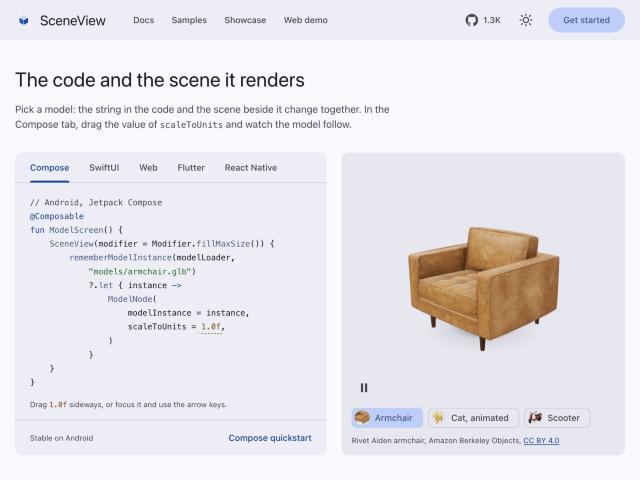 SceneView
Docs
Samples
Showcase
Web demo
1.3K
Get started
The code and the scene it renders
Pick a model: the string in the code and the scene beside it change together. In the
Compose tab, drag the value of scaleToUnits and watch the model follow.
Compose
SwiftUI
Web
Flutter
React Native
// Android, Jetpack Compose
@Composable
fun ModelScreen() {
    SceneView(modifier = Modifier.fillMaxSize()) {
        rememberModelInstance(modelLoader,
            "models/armchair.glb")
            ?.let { instance ->
                ModelNode(
                    modelInstance = instance,
                    scaleToUnits = 1.0f,
                )
            }
    }
}
Drag 1.0f sideways, or focus it and use the arrow keys.
Stable on Android
Compose quickstart
Armchair
Cat, animated
Scooter
Rivet Aiden armchair, Amazon Berkeley Objects, CC BY 4.0